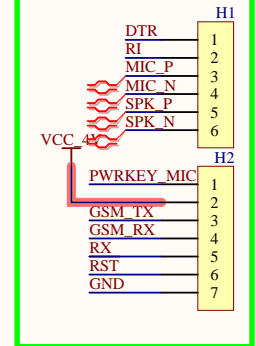 H1
DTR 1
RI 2
MIC_P 3
MIC_N 4
SPK_P 5
SPK_N 6
VCC_4V
H2
PWRKEY_MIC 1
2
GSM_TX 3
GSM_RX 4
RX 5
RST 6
GND 7